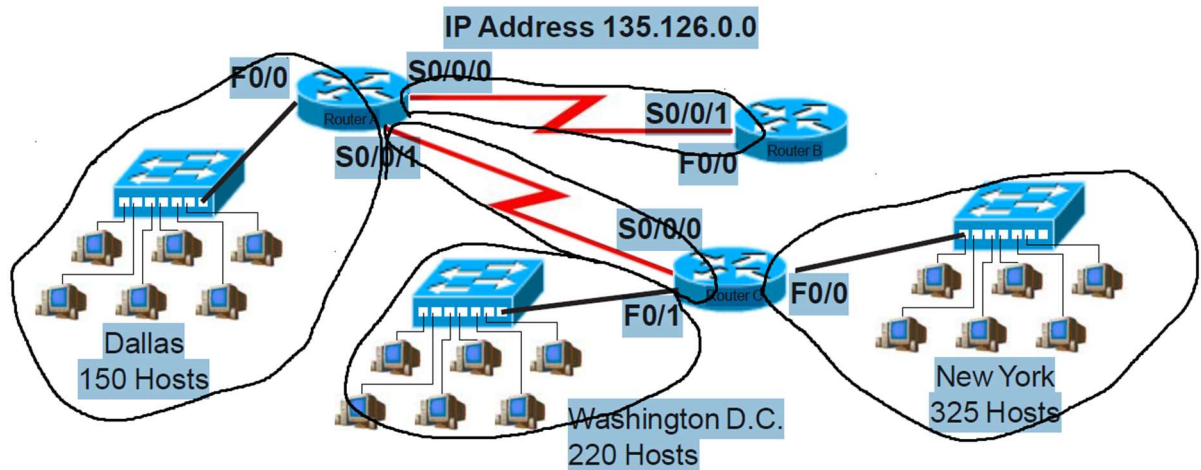 IP Address 135.126.0.0
F0/0
S0/0/0
Router A
S0/0/1
S0/0/1
Router B
F0/0
S0/0/0
Router C
F0/1
F0/0
Dallas
150 Hosts
Washington D.C.
220 Hosts
New York
325 Hosts